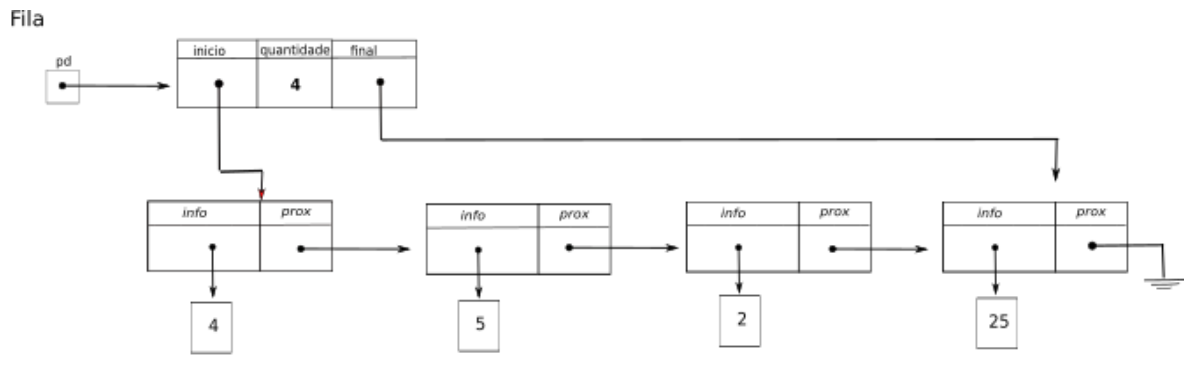 Fila
pd
inicio quantidade final
4
info prox
info prox
info prox
info prox
4
5
2
25